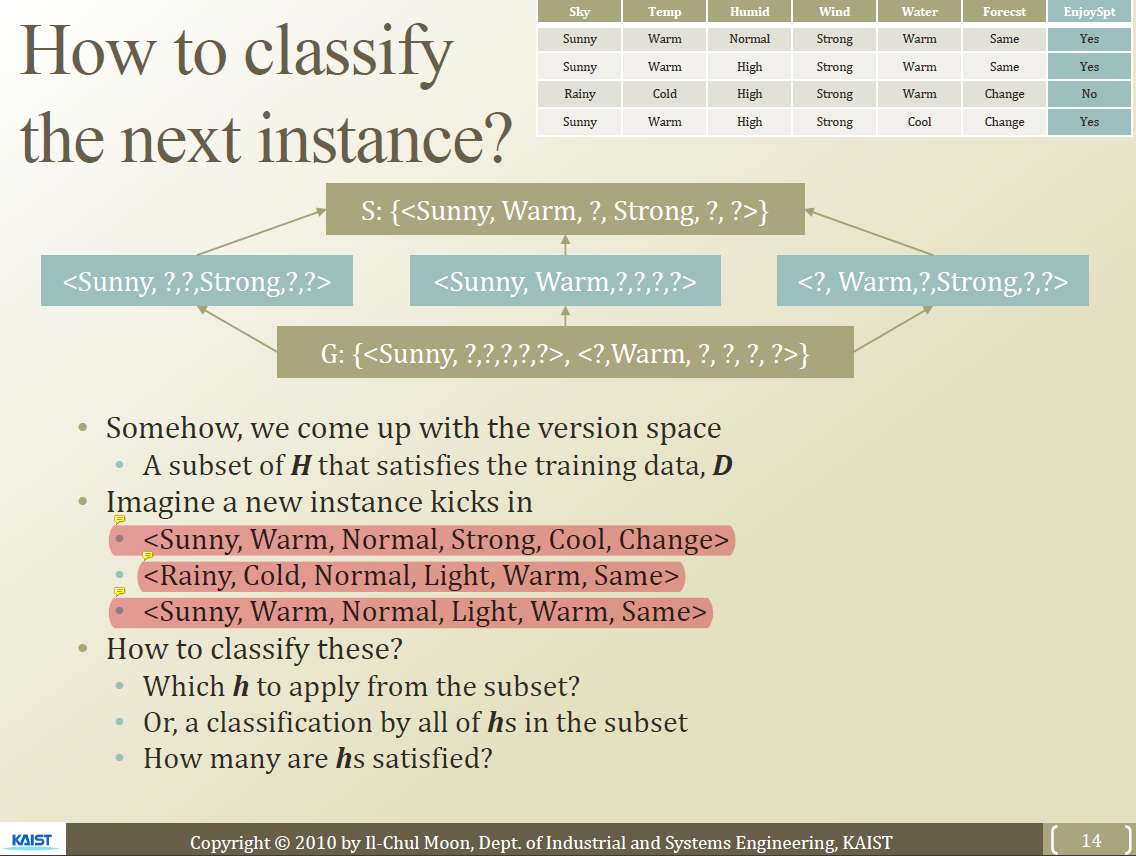 How to classify
the next instance?
Sky Temp Humid Wind Water Forecst EnjoySpt
Sunny Warm Normal Strong Warm Same Yes
Sunny Warm High Strong Warm Same Yes
Rainy Cold High Strong Warm Change No
Sunny Warm High Strong Cool Change Yes
S: {<Sunny, Warm, ?, Strong, ?, ?>}
<Sunny, ?,?,Strong,?,?> <Sunny, Warm,?,?,?,?> <?, Warm,?,Strong,?,?>
G: {<Sunny, ?,?,?,?,?>, <?,Warm, ?, ?, ?, ?>}
• Somehow, we come up with the version space
• A subset of H that satisfies the training data, D
• Imagine a new instance kicks in
• <Sunny, Warm, Normal, Strong, Cool, Change>
• <Rainy, Cold, Normal, Light, Warm, Same>
• <Sunny, Warm, Normal, Light, Warm, Same>
• How to classify these?
• Which h to apply from the subset?
• Or, a classification by all of hs in the subset
• How many are hs satisfied?
KAIST Copyright © 2010 by Il-Chul Moon, Dept. of Industrial and Systems Engineering, KAIST 14